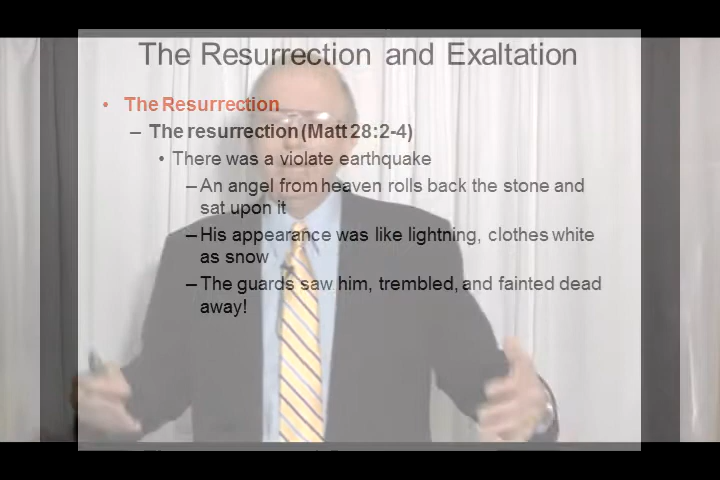 The Resurrection and Exaltation
• The Resurrection
– The resurrection (Matt 28:2-4)
• There was a violate earthquake
– An angel from heaven rolls back the stone and
sat upon it
– His appearance was like lightning, clothes white
as snow
– The guards saw him, trembled, and fainted dead
away!